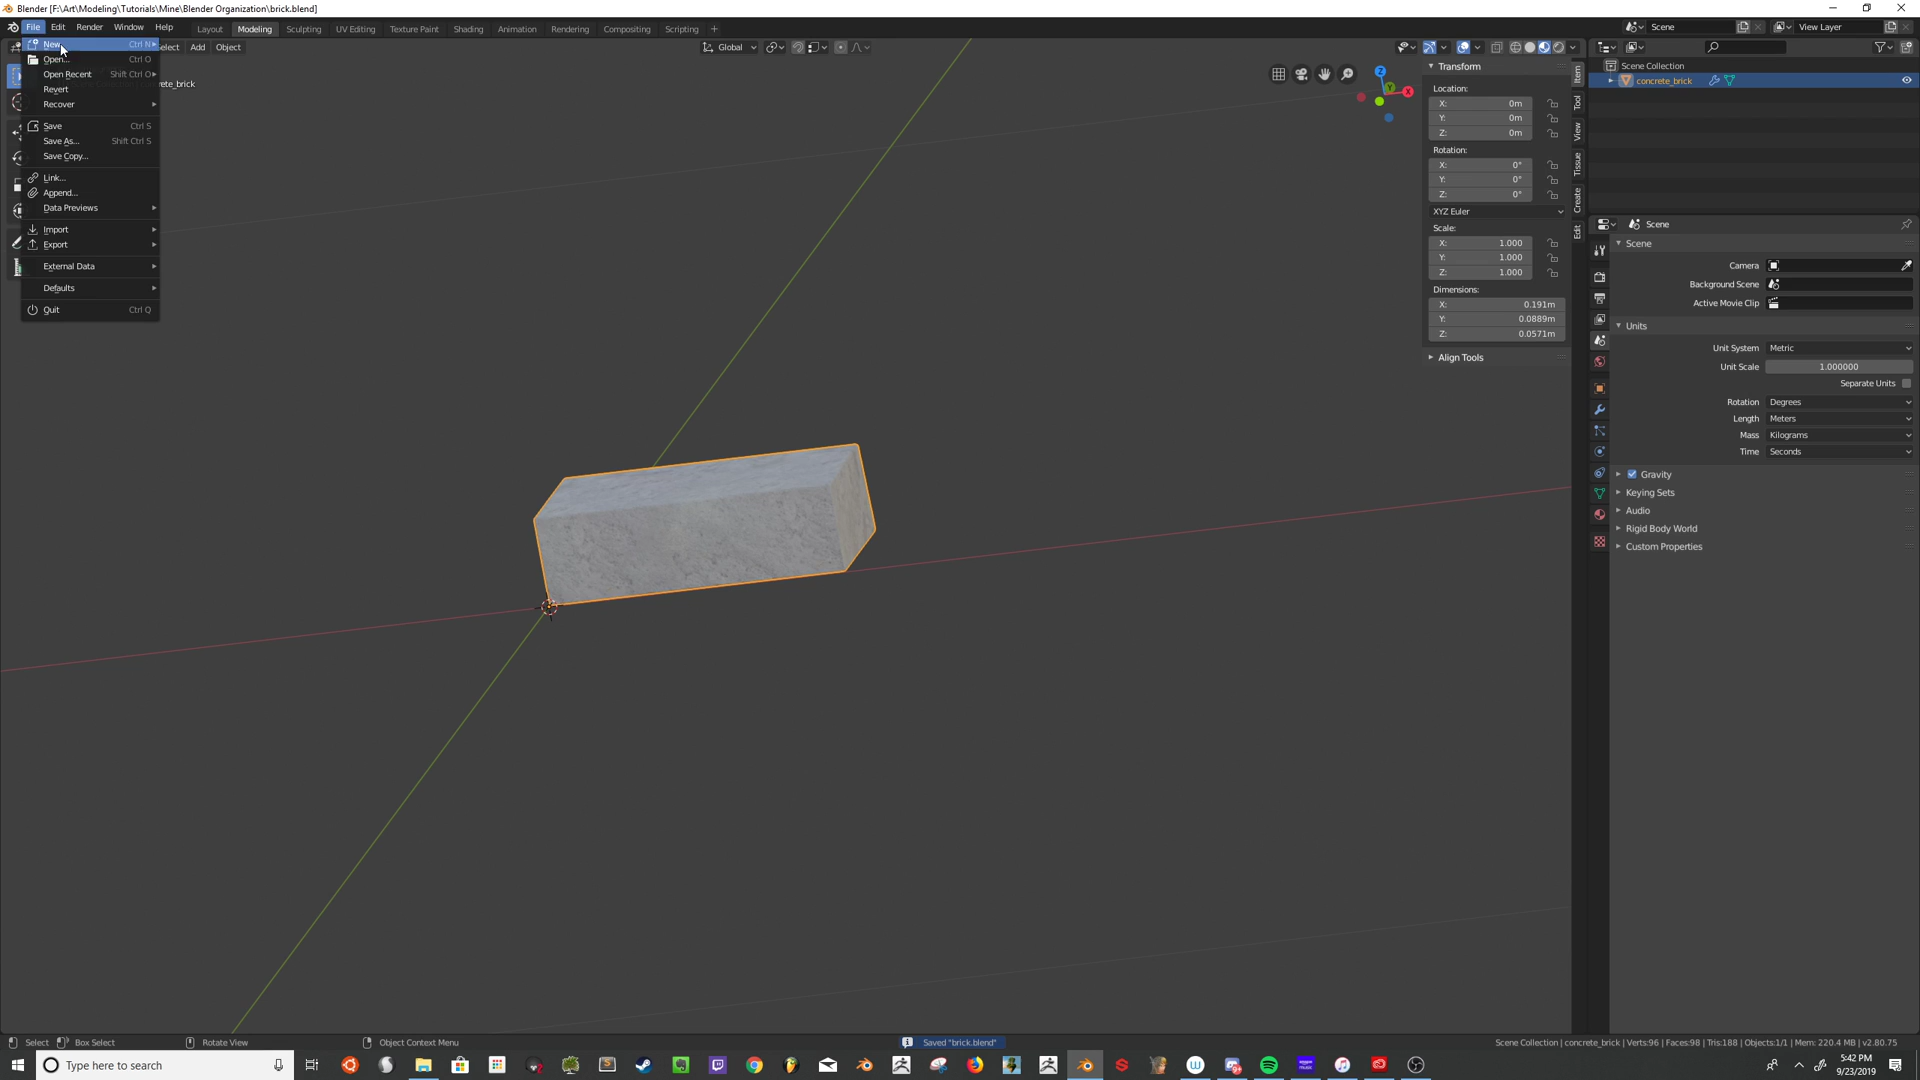 Blender [F:\Art\Modeling\Tutorials\Mine\Blender Organization\brick.blend]
File Edit Render Window Help Layout Modeling Sculpting UV Editing Texture Paint Shading Animation Rendering Compositing Scripting + Scene View Layer
New Ctrl N
Open... Ctrl O
Open Recent Shift Ctrl O
Revert
Recover
Save Ctrl S
Save As... Shift Ctrl S
Save Copy...
Link...
Append...
Data Previews
Import
Export
External Data
Defaults
Quit Ctrl Q
Add Object
Global
Z
X
Y
Transform
Location:
X: 0m
Y: 0m
Z: 0m
Rotation:
X: 0°
Y: 0°
Z: 0°
XYZ Euler
Scale:
X: 1.000
Y: 1.000
Z: 1.000
Dimensions:
X: 0.191m
Y: 0.0889m
Z: 0.0571m
Align Tools
Item
Tool
View
Tissue
Create
Edit
Scene Collection
concrete_brick
Scene
Scene
Camera
Background Scene
Active Movie Clip
Units
Unit System Metric
Unit Scale 1.000000
Separate Units
Rotation Degrees
Length Meters
Mass Kilograms
Time Seconds
Gravity
Keying Sets
Audio
Rigid Body World
Custom Properties
Select Box Select Rotate View Object Context Menu Saved "brick.blend" Scene Collection | concrete_brick | Verts:96 | Faces:98 | Tris:188 | Objects:1/1 | Mem: 220.4 MB | v2.80.75
Type here to search
5:42 PM
9/23/2019